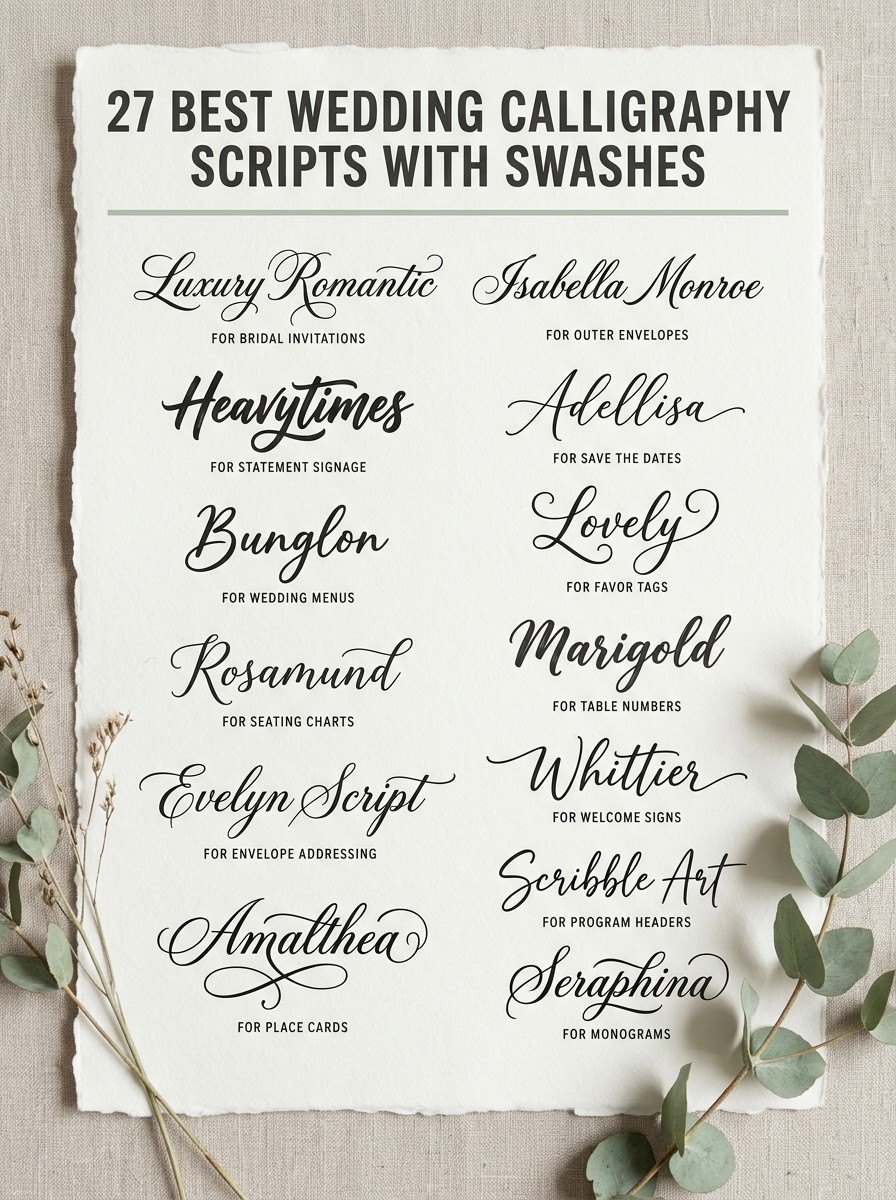 27 BEST WEDDING CALLIGRAPHY
SCRIPTS WITH SWASHES
Luxury Romantic
FOR BRIDAL INVITATIONS
Heavytimes
FOR STATEMENT SIGNAGE
Bunglon
FOR WEDDING MENUS
Rosamund
FOR SEATING CHARTS
Evelyn Script
FOR ENVELOPE ADDRESSING
Amalthea
FOR PLACE CARDS
Isabella Monroe
FOR OUTER ENVELOPES
Adellisa
FOR SAVE THE DATES
Lovely
FOR FAVOR TAGS
Marigold
FOR TABLE NUMBERS
Whittier
FOR WELCOME SIGNS
Scribble Art
FOR PROGRAM HEADERS
Seraphina
FOR MONOGRAMS